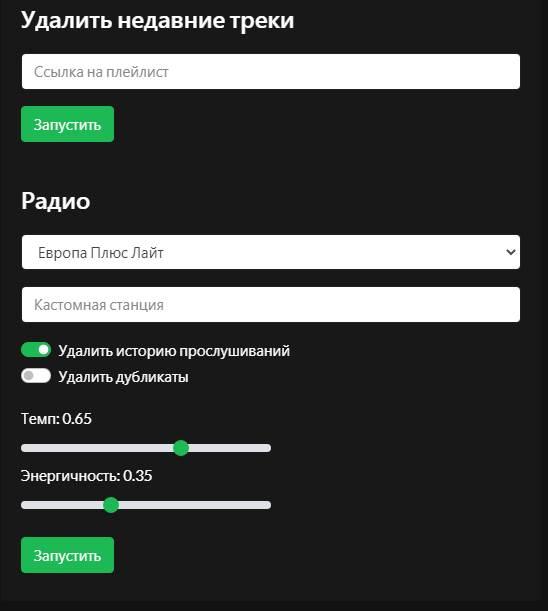 Удалить недавние треки
Ссылка на плейлист
Запустить
Радио
Европа Плюс Лайт
Кастомная станция
Удалить историю прослушиваний
Удалить дубликаты
Темп: 0.65
Энергичность: 0.35
Запустить